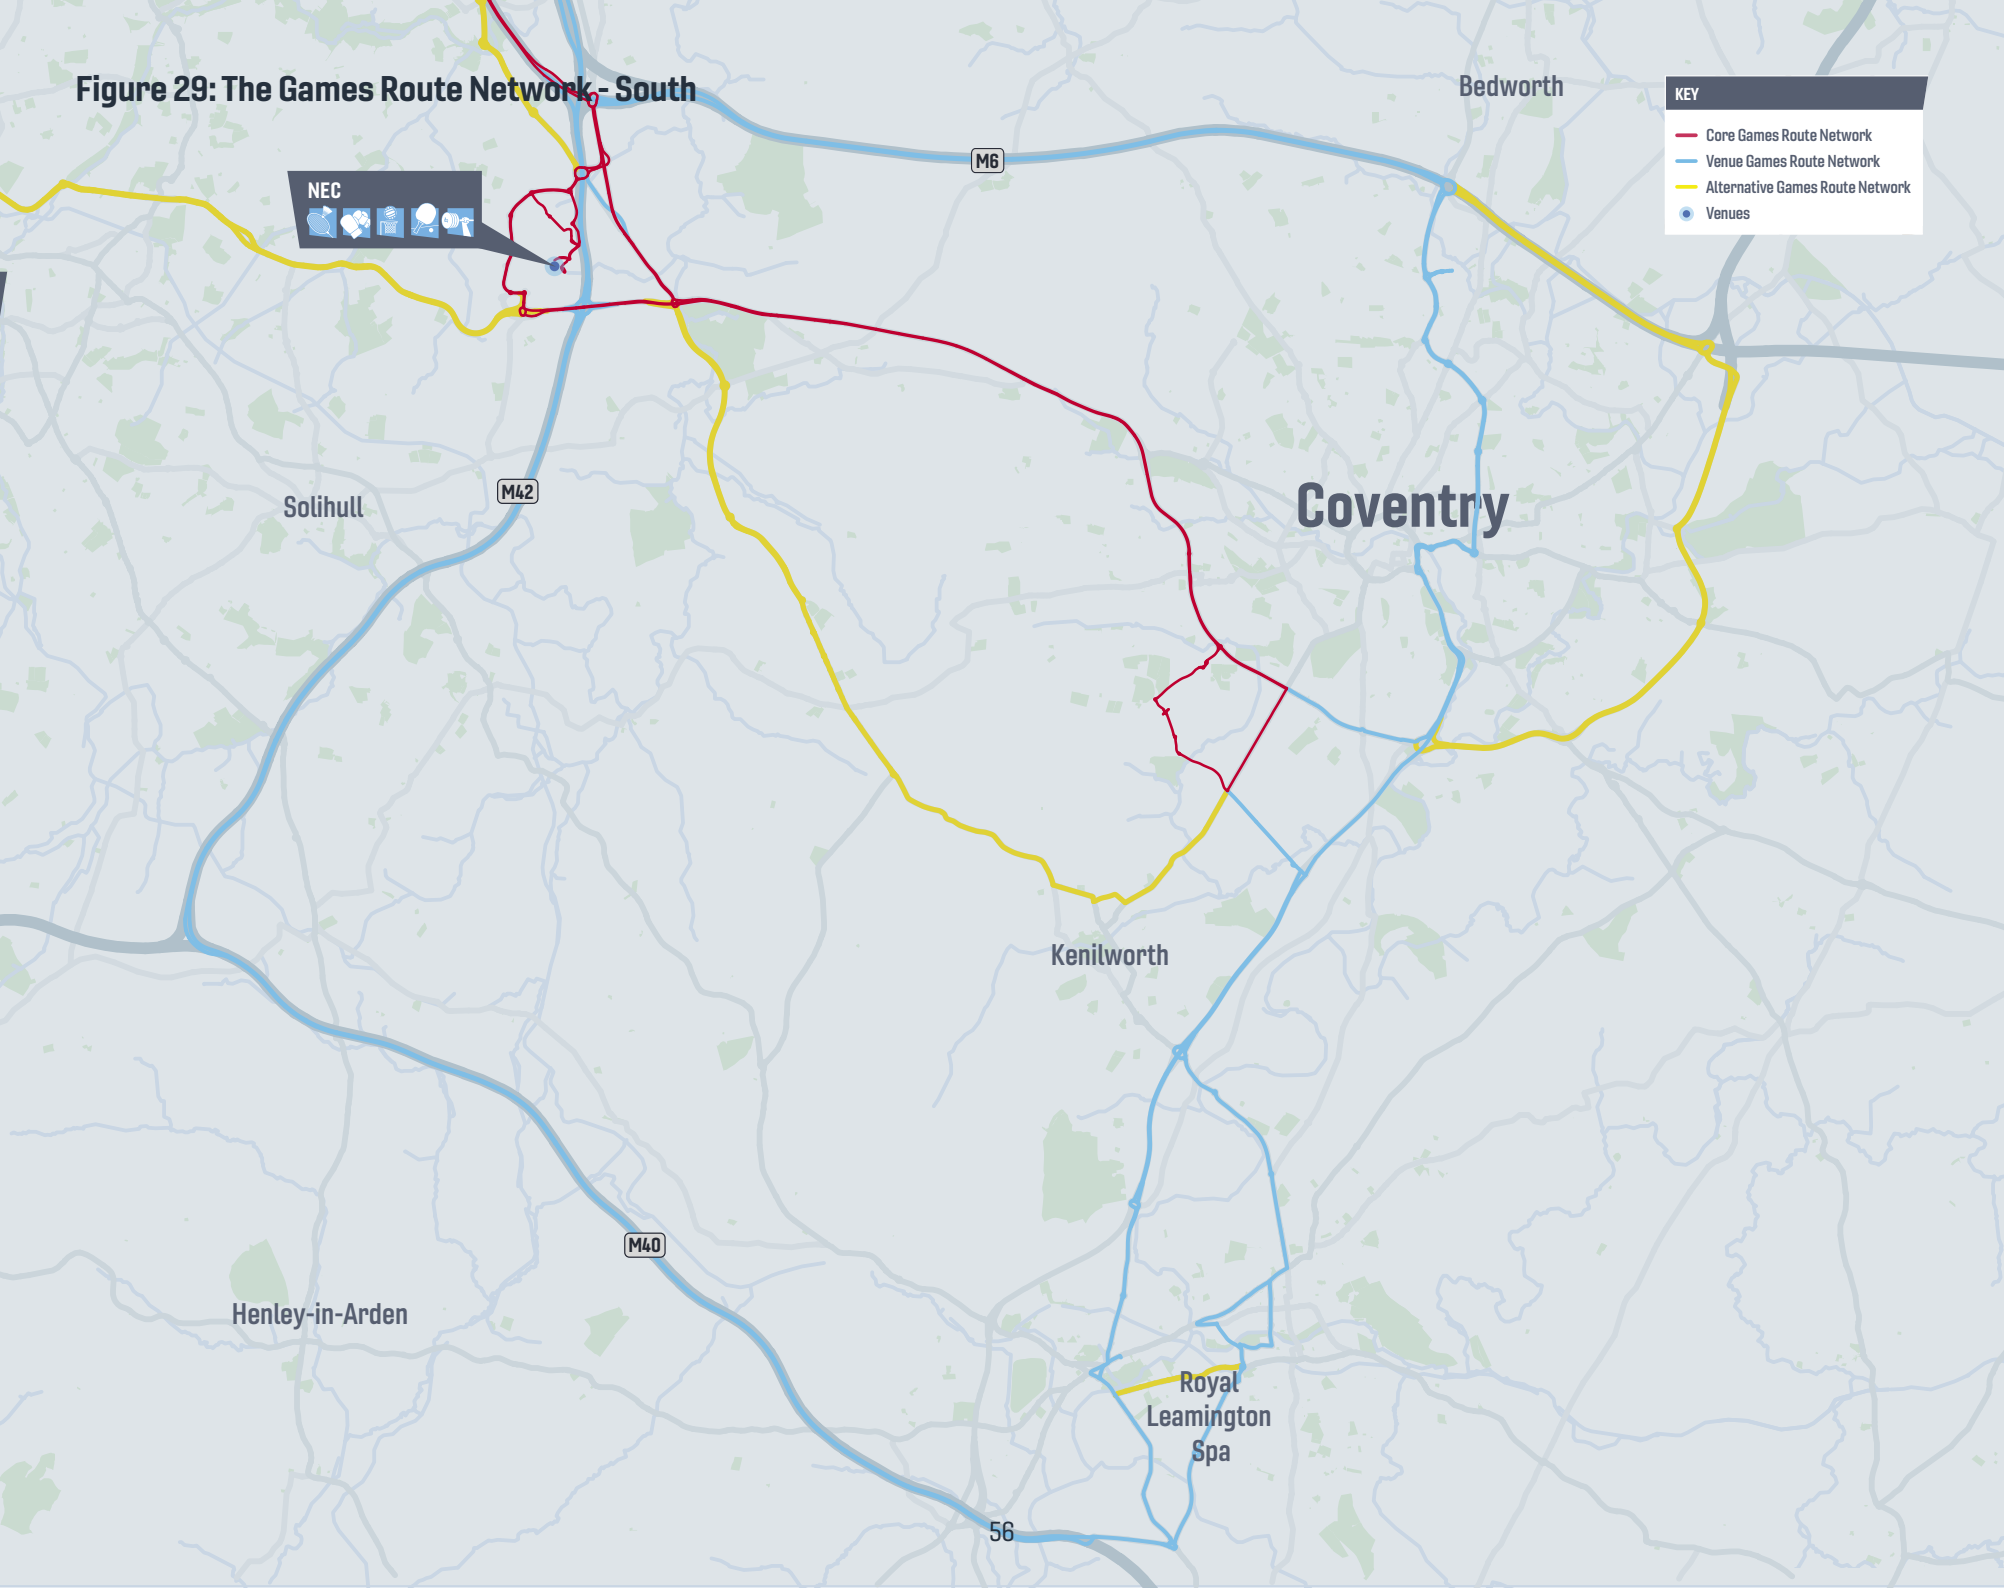 Figure 29: The Games Route Network - South
Bedworth
KEY
Core Games Route Network
Venue Games Route Network
Alternative Games Route Network
Venues
M6
NEC
M42
Solihull
Coventry
Kenilworth
M40
Henley-in-Arden
Royal
Leamington
Spa
56